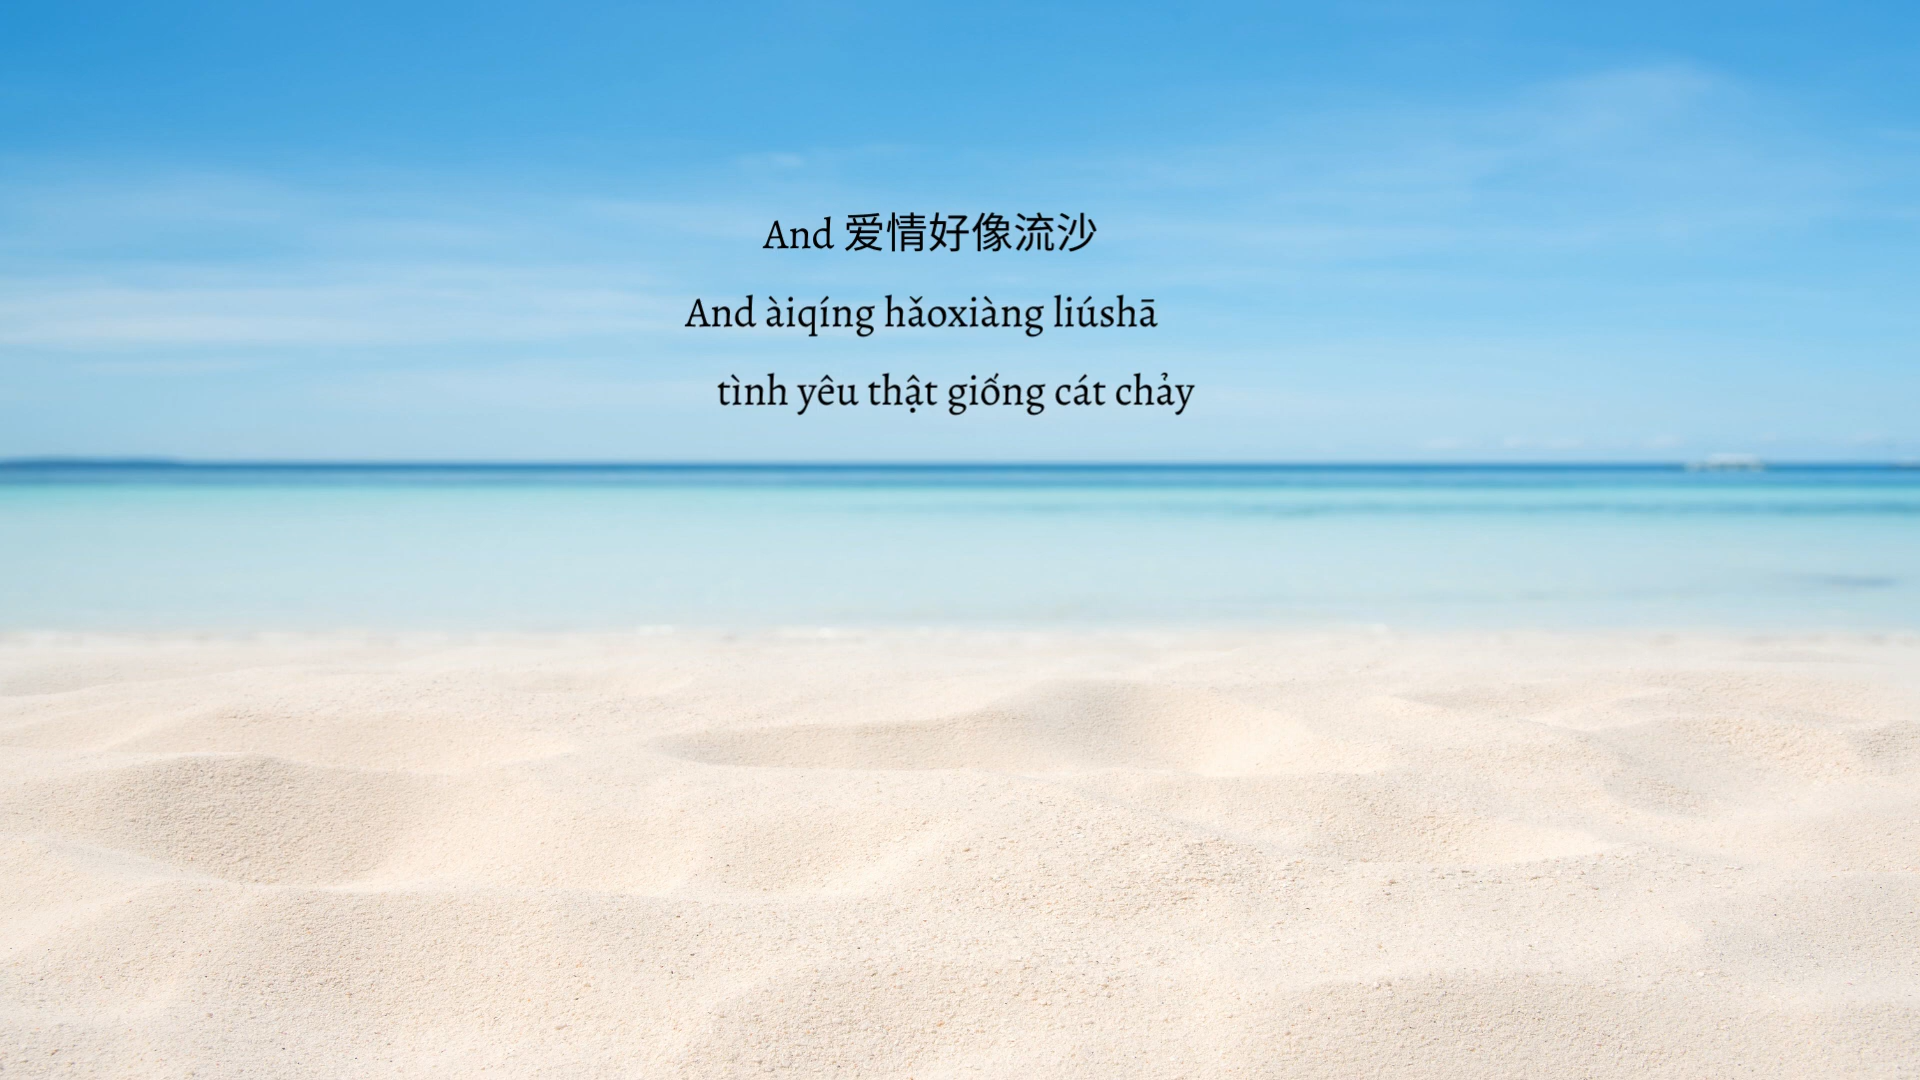 And 爱情好像流沙
And àiqíng hǎoxiàng liúshā
tình yêu thật giống cát chảy